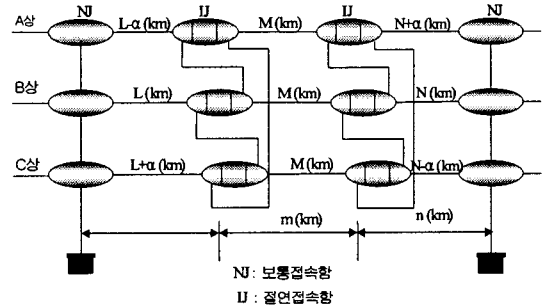 NJ IJ IJ NJ
A상 L-α(km) M(km) N+α(km)
B상 L(km) M(km) N(km)
C상 L+α(km) M(km) N-α(km)
m(km) n(km)
NJ : 보통접속함
IJ : 절연접속함